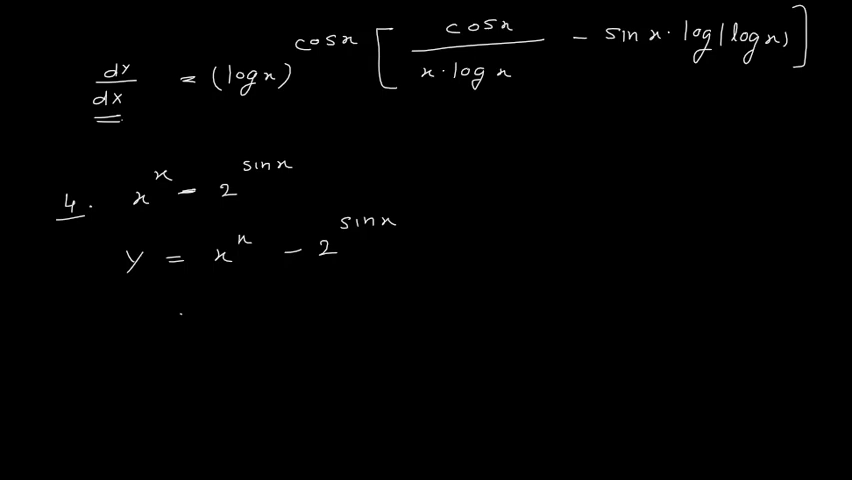 dy/dx = (log x)^cos x [ cos x / x · log x - sin x · log(log x) ]
4. x^x - 2^sin x
y = x^x - 2^sin x